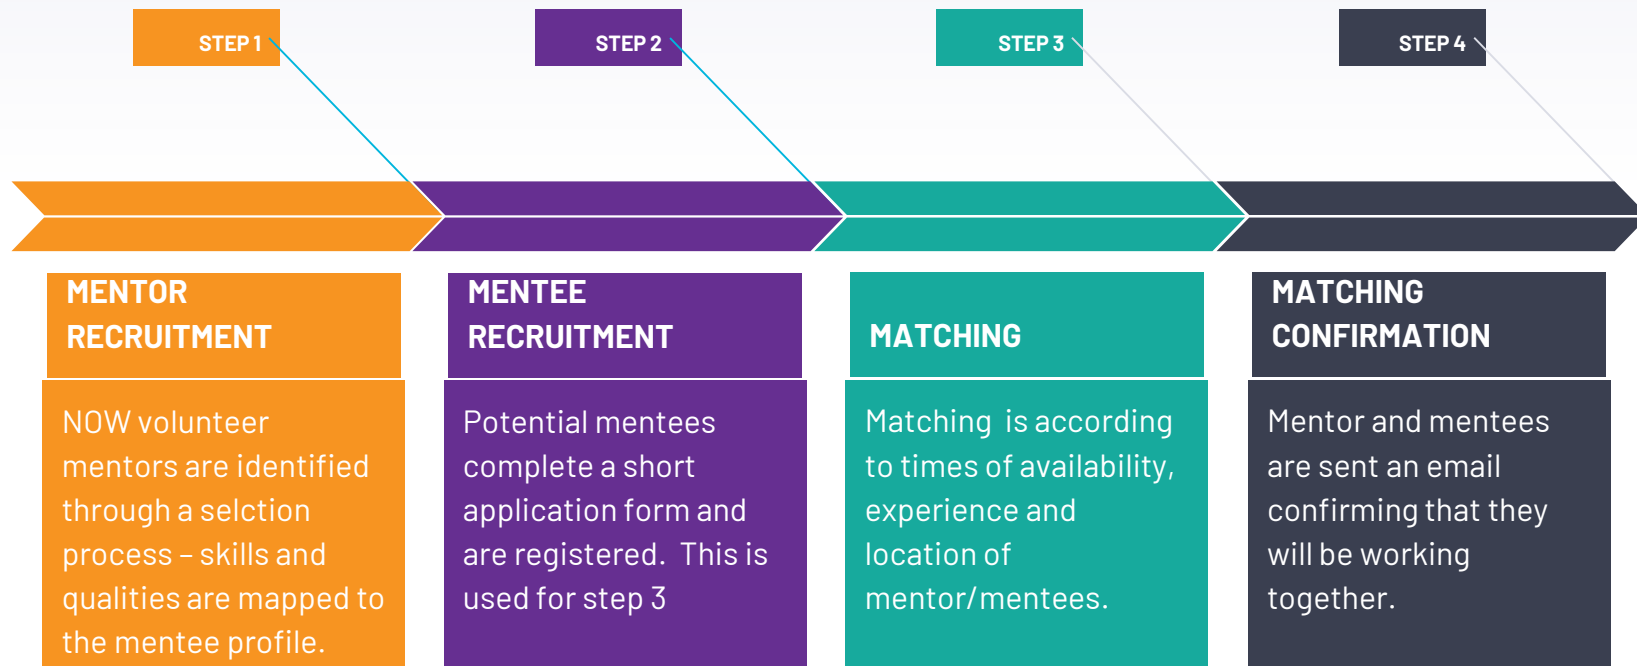 STEP 1
STEP 2
STEP 3
STEP 4
MENTOR
RECRUITMENT
NOW volunteer
mentors are identified
through a selction
process – skills and
qualities are mapped to
the mentee profile.
MENTEE
RECRUITMENT
Potential mentees
complete a short
application form and
are registered.  This is
used for step 3
MATCHING
Matching  is according
to times of availability,
experience and
location of
mentor/mentees.
MATCHING
CONFIRMATION
Mentor and mentees
are sent an email
confirming that they
will be working
together.